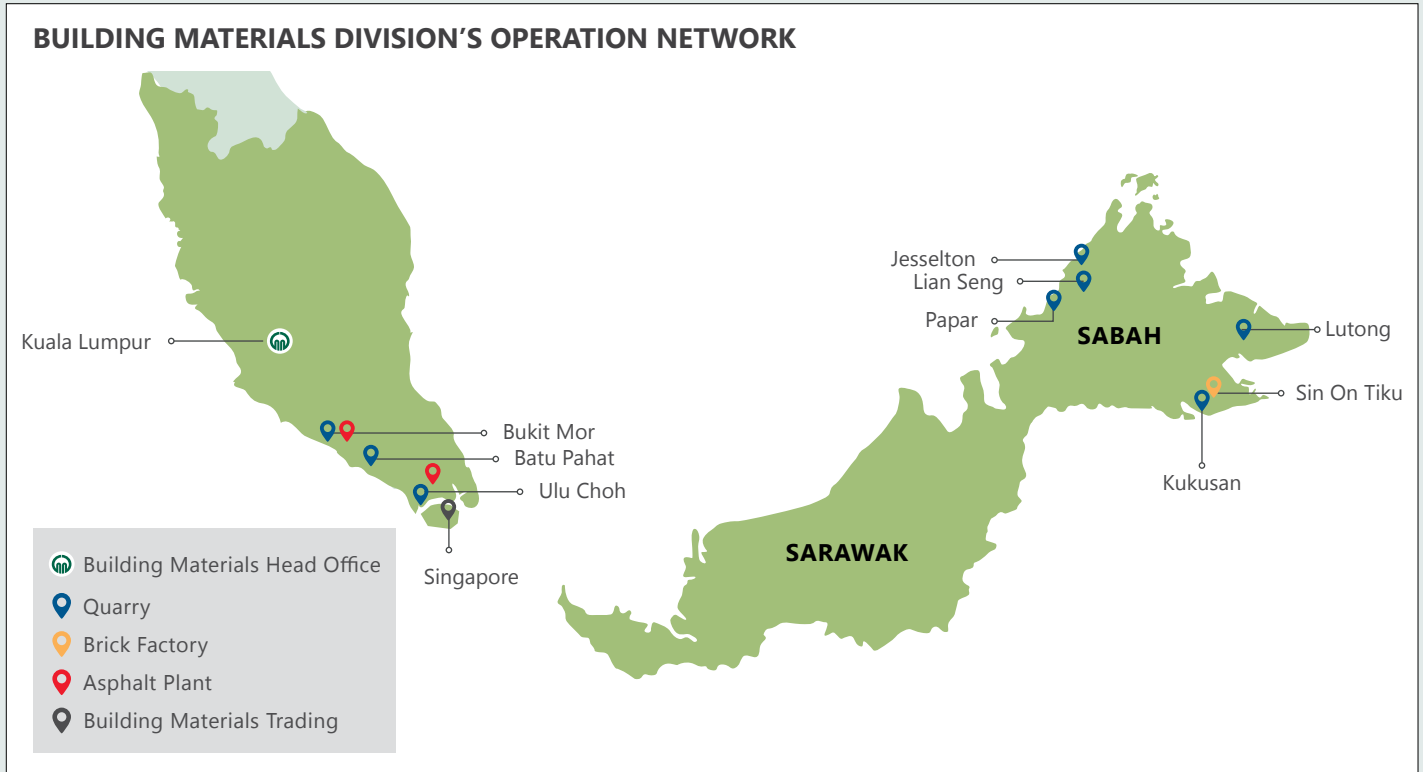 BUILDING MATERIALS DIVISION'S OPERATION NETWORK
Kuala Lumpur
Bukit Mor
Batu Pahat
Ulu Choh
Singapore
Jesselton
Lian Seng
Papar
SABAH
Lutong
Sin On Tiku
Kukusan
SARAWAK
Building Materials Head Office
Quarry
Brick Factory
Asphalt Plant
Building Materials Trading